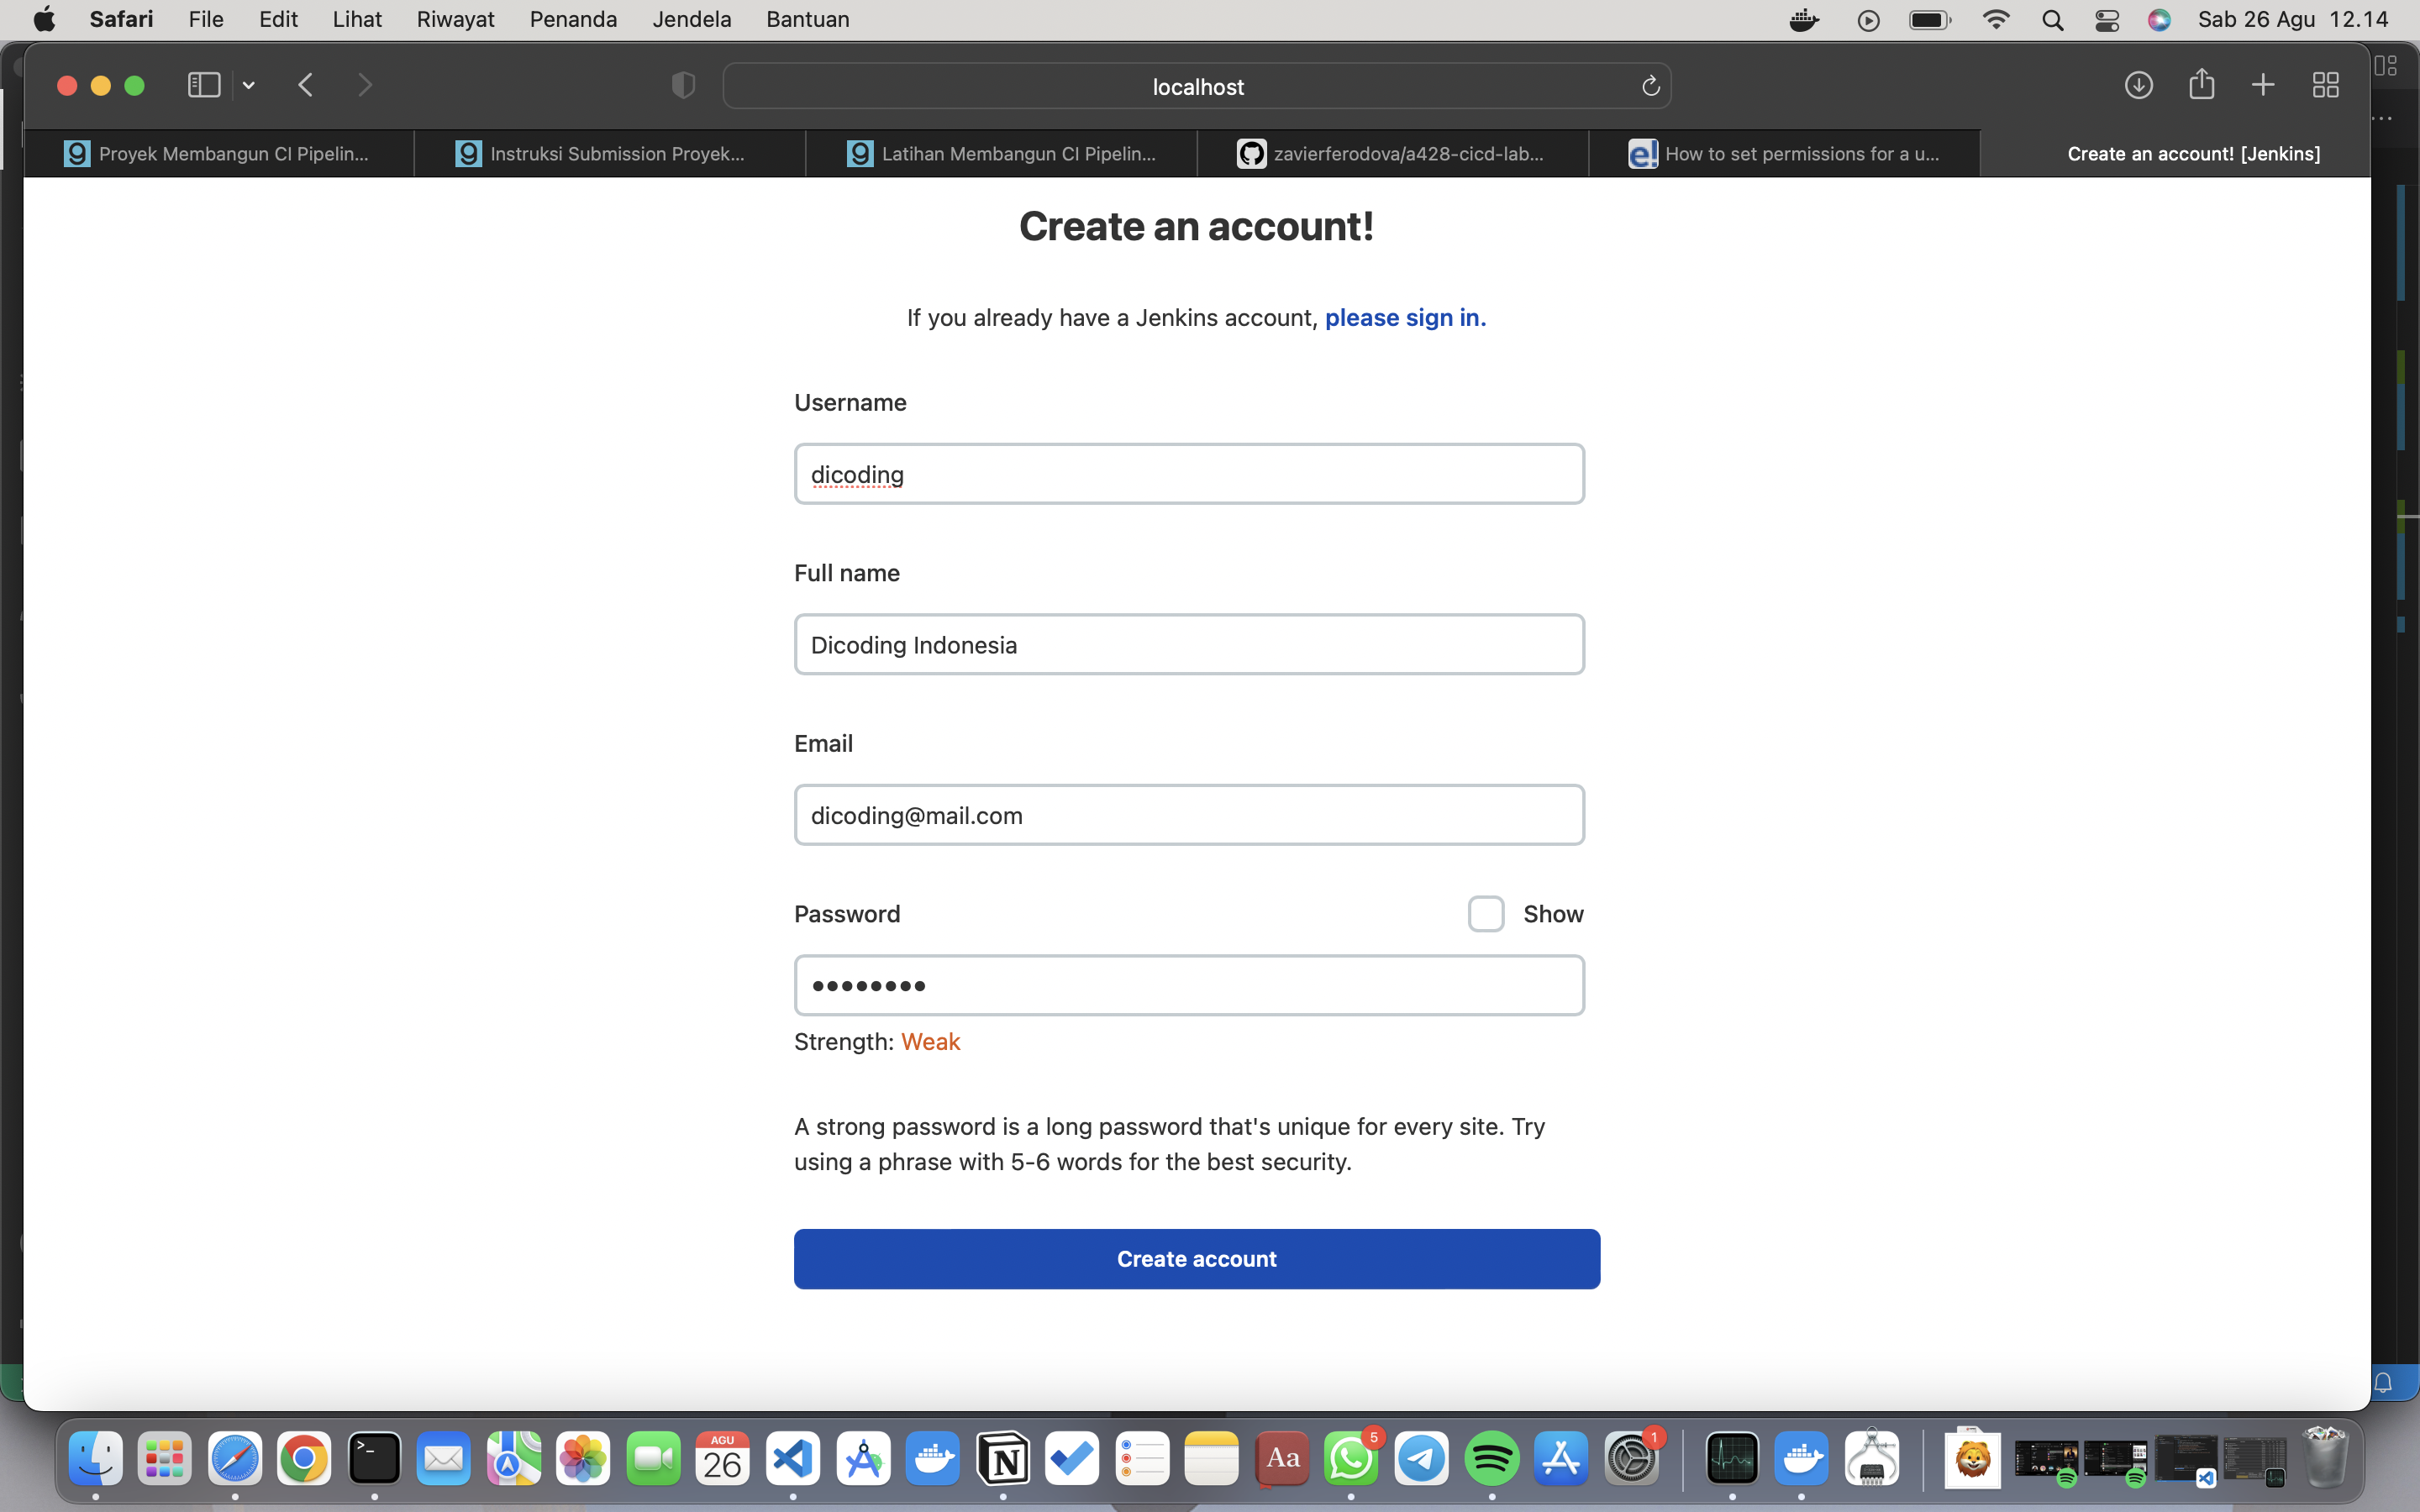 Safari File Edit Lihat Riwayat Penanda Jendela Bantuan Sab 26 Agu 12.14
localhost
Proyek Membangun CI Pipelin... Instruksi Submission Proyek... Latihan Membangun CI Pipelin... zavierferodova/a428-cicd-lab... How to set permissions for a u... Create an account! [Jenkins]
Create an account!
If you already have a Jenkins account, please sign in.
Username
dicoding
Full name
Dicoding Indonesia
Email
dicoding@mail.com
Password Show
Strength: Weak
A strong password is a long password that's unique for every site. Try
using a phrase with 5-6 words for the best security.
Create account
AGU
26
Aa
5
1